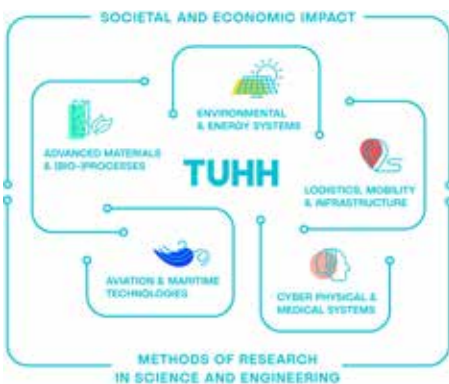 SOCIETAL AND ECONOMIC IMPACT
ENVIRONMENTAL
& ENERGY SYSTEMS
ADVANCED MATERIALS
& (BIO-)PROCESSES
TUHH
LOGISTICS, MOBILITY
& INFRASTRUCTURE
AVIATION & MARITIME
TECHNOLOGIES
CYBER PHYSICAL &
MEDICAL SYSTEMS
METHODS OF RESEARCH
IN SCIENCE AND ENGINEERING